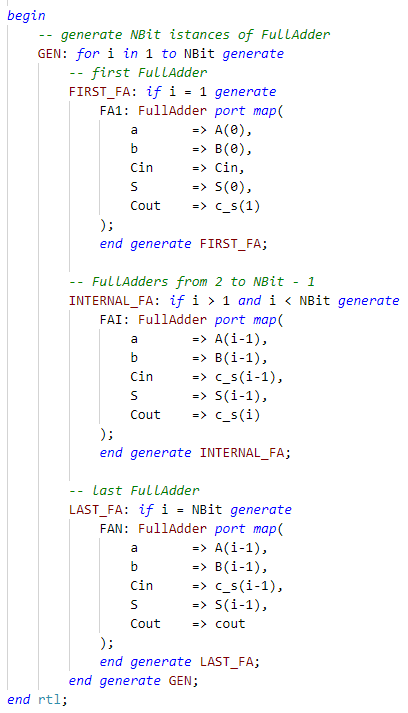 begin
-- generate NBit istances of FullAdder
GEN: for i in 1 to NBit generate
-- first FullAdder
FIRST_FA: if i = 1 generate
FA1: FullAdder port map(
a => A(0),
b => B(0),
Cin => Cin,
S => S(0),
Cout => c_s(1)
);
end generate FIRST_FA;
-- FullAdders from 2 to NBit - 1
INTERNAL_FA: if i > 1 and i < NBit generate
FAI: FullAdder port map(
a => A(i-1),
b => B(i-1),
Cin => c_s(i-1),
S => S(i-1),
Cout => c_s(i)
);
end generate INTERNAL_FA;
-- last FullAdder
LAST_FA: if i = NBit generate
FAN: FullAdder port map(
a => A(i-1),
b => B(i-1),
Cin => c_s(i-1),
S => S(i-1),
Cout => cout
);
end generate LAST_FA;
end generate GEN;
end rtl;